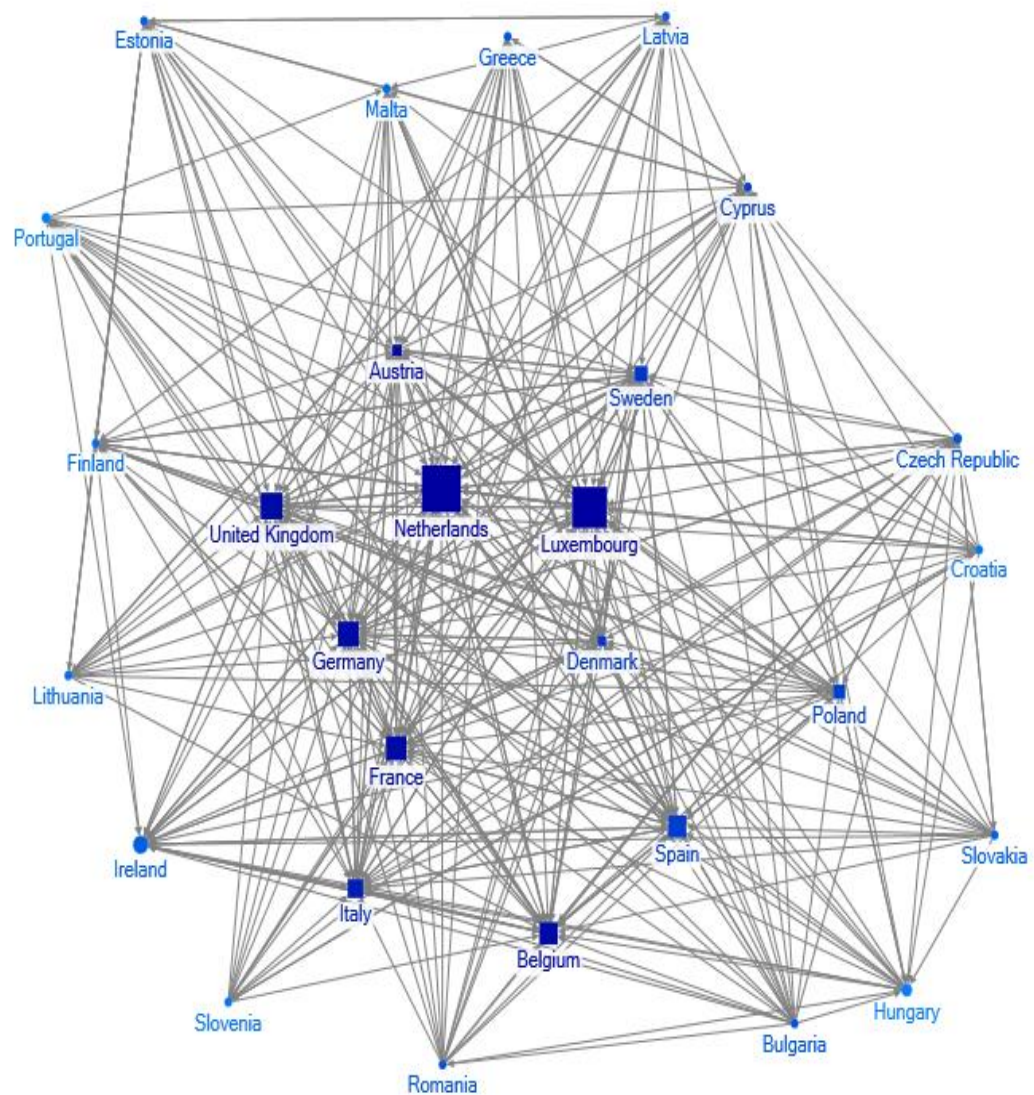 Estonia
Latvia
Greece
Malta
Cyprus
Portugal
Austria
Sweden
Finland
Czech Republic
United Kingdom
Netherlands
Luxembourg
Croatia
Germany
Denmark
Lithuania
Poland
France
Ireland
Spain
Slovakia
Italy
Belgium
Slovenia
Hungary
Bulgaria
Romania